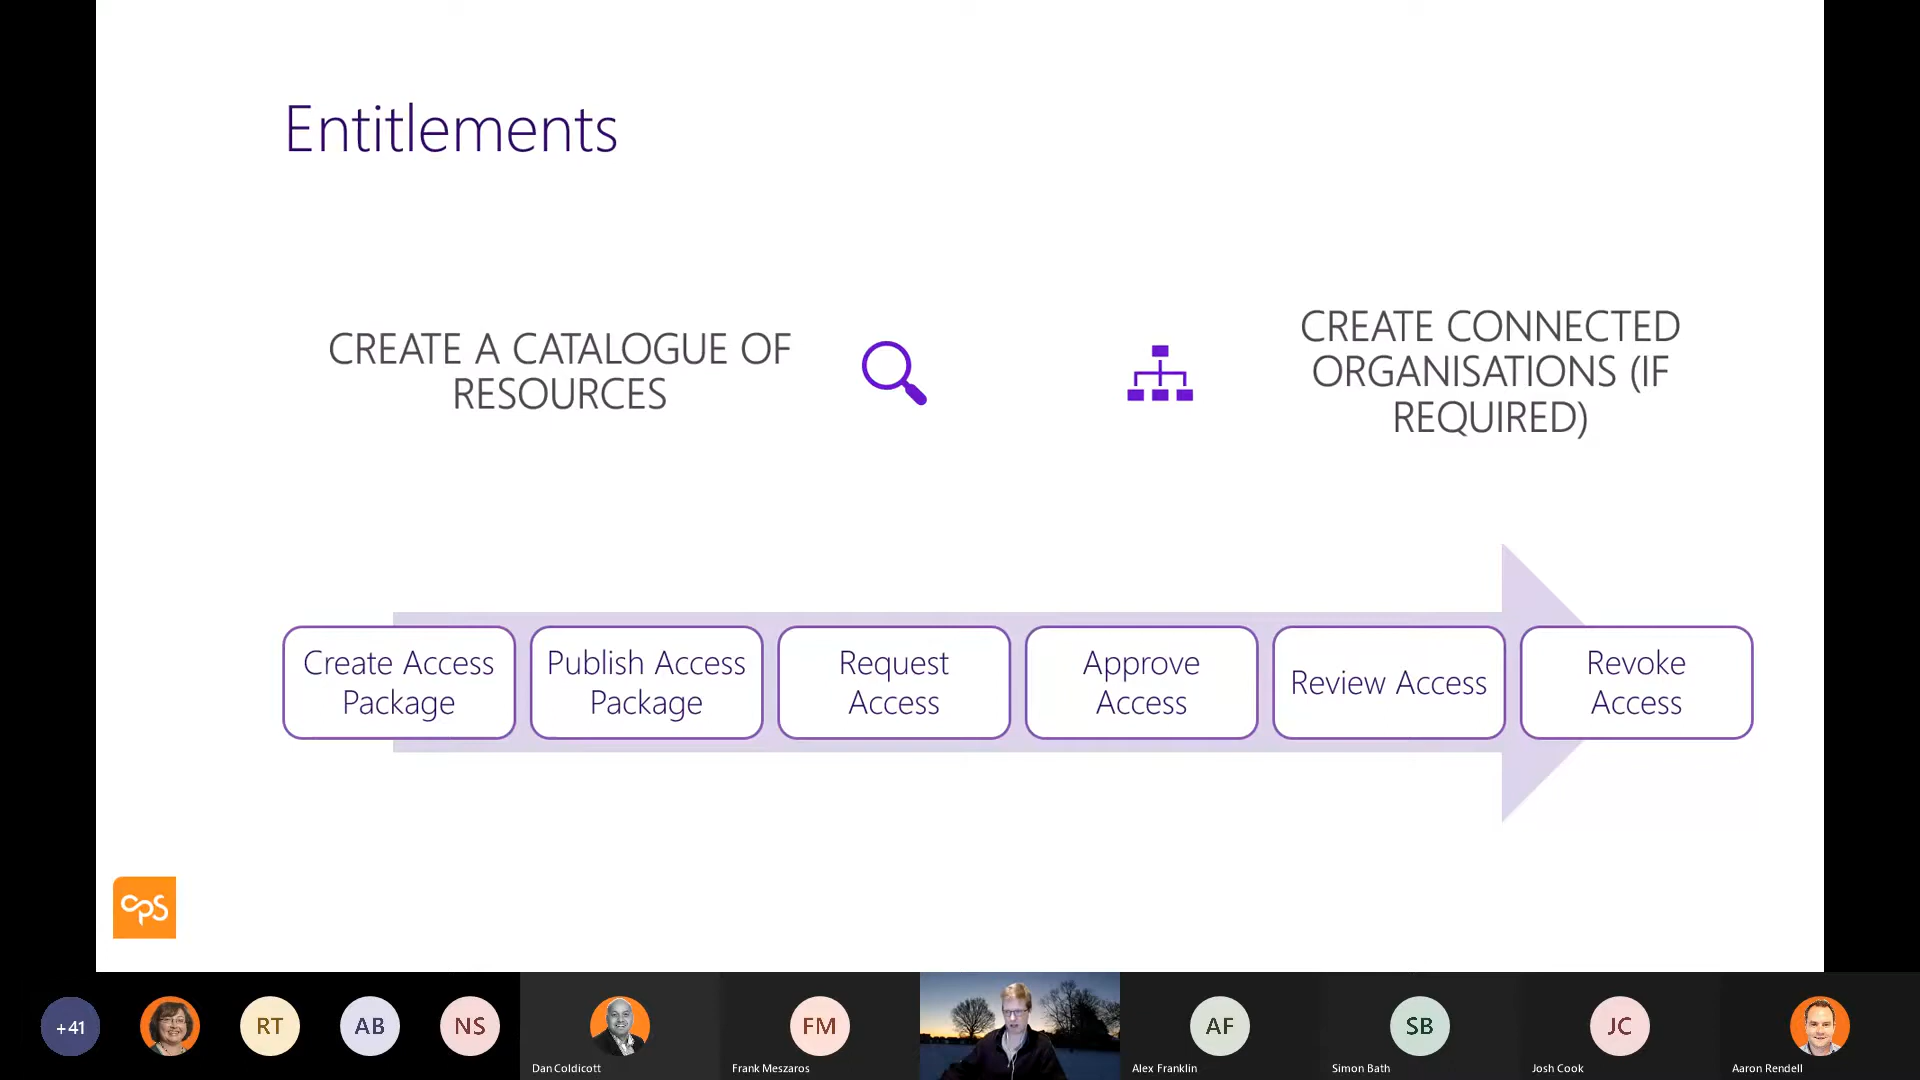 Entitlements
CREATE A CATALOGUE OF
RESOURCES
CREATE CONNECTED
ORGANISATIONS (IF
REQUIRED)
Create Access
Package
Publish Access
Package
Request
Access
Approve
Access
Review Access
Revoke
Access
cps
+41
RT
AB
NS
Dan Coldicott
FM
Frank Meszaros
AF
Alex Franklin
SB
Simon Bath
JC
Josh Cook
Aaron Rendell